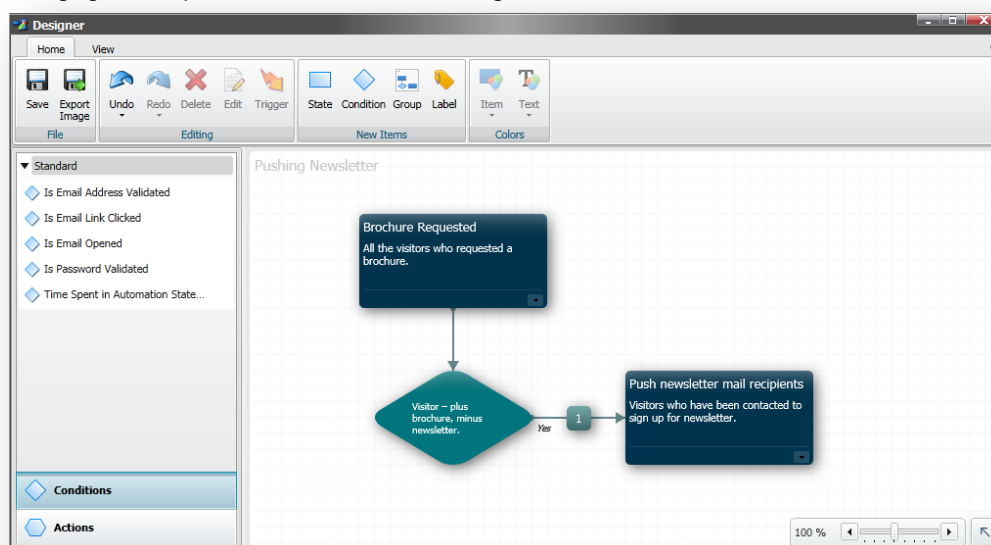 Designer
Home View
Save Export Image Undo Redo Delete Edit Trigger State Condition Group Label Item Text
File Editing New Items Colors
Standard
Is Email Address Validated
Is Email Link Clicked
Is Email Opened
Is Password Validated
Time Spent in Automation State...
Conditions
Actions
Pushing Newsletter
Brochure Requested
All the visitors who requested a
brochure.
Visitor – plus
brochure, minus
newsletter.
Yes
1
Push newsletter mail recipients
Visitors who have been contacted to
sign up for newsletter.
100 %